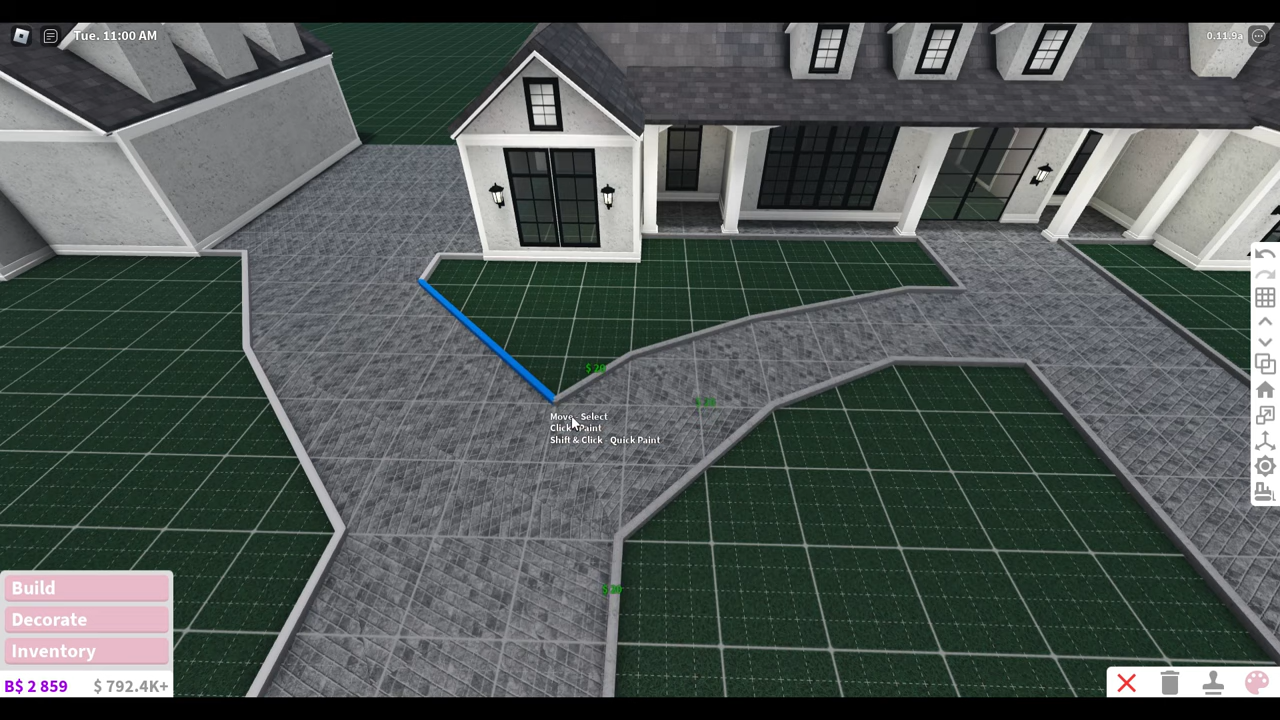 Tue. 11:00 AM
0.11.9a
$ 20
Move - Select
Click - Paint
Shift & Click - Quick Paint
Build
Decorate
Inventory
B$ 2 859
$ 792.4K+